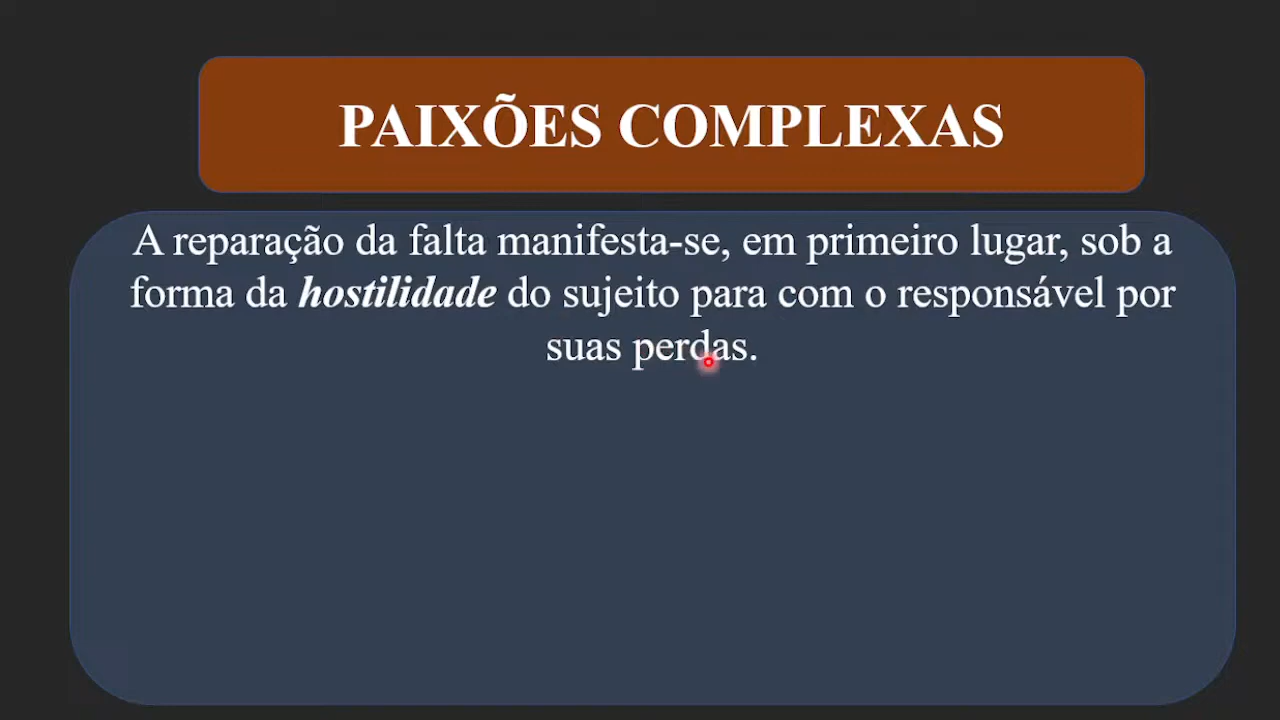 PAIXÕES COMPLEXAS
A reparação da falta manifesta-se, em primeiro lugar, sob a
forma da hostilidade do sujeito para com o responsável por
suas perdas.